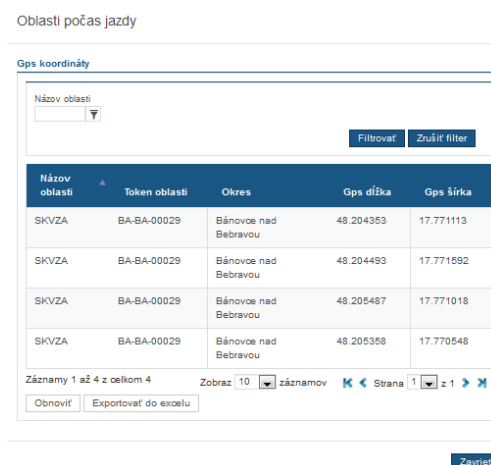 Oblasti počas jazdy
Gps koordináty
Názov oblasti
Filtrovať Zrušiť filter
Názov oblasti Token oblasti Okres Gps dĺžka Gps šírka
SKVZA BA-BA-00029 Bánovce nad Bebravou 48.204353 17.771113
SKVZA BA-BA-00029 Bánovce nad Bebravou 48.204493 17.771592
SKVZA BA-BA-00029 Bánovce nad Bebravou 48.205487 17.771018
SKVZA BA-BA-00029 Bánovce nad Bebravou 48.205358 17.770548
Záznamy 1 až 4 z celkom 4 Zobraz 10 záznamov Strana 1 z 1
Obnoviť Exportovať do excelu